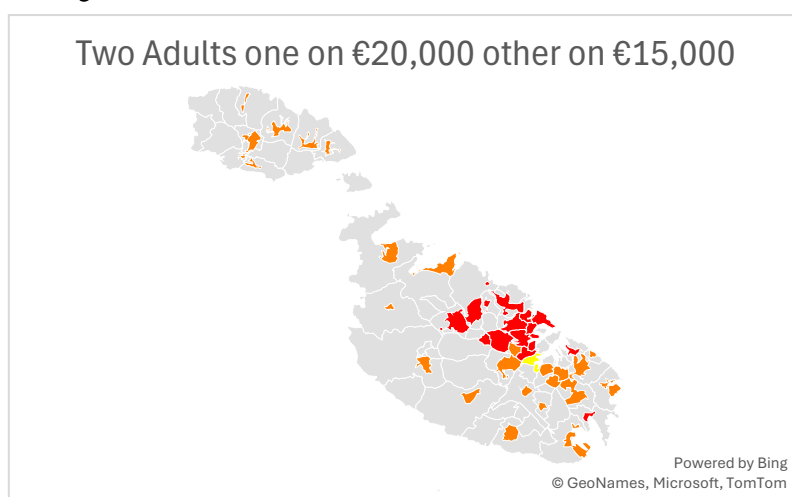 Two Adults one on €20,000 other on €15,000
Powered by Bing
© GeoNames, Microsoft, TomTom